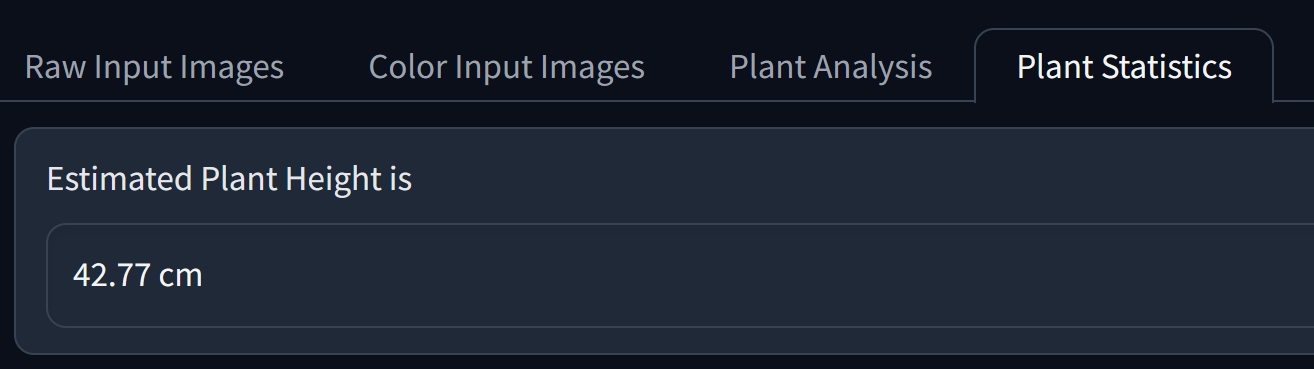 Raw Input Images Color Input Images Plant Analysis Plant Statistics
Estimated Plant Height is
42.77 cm